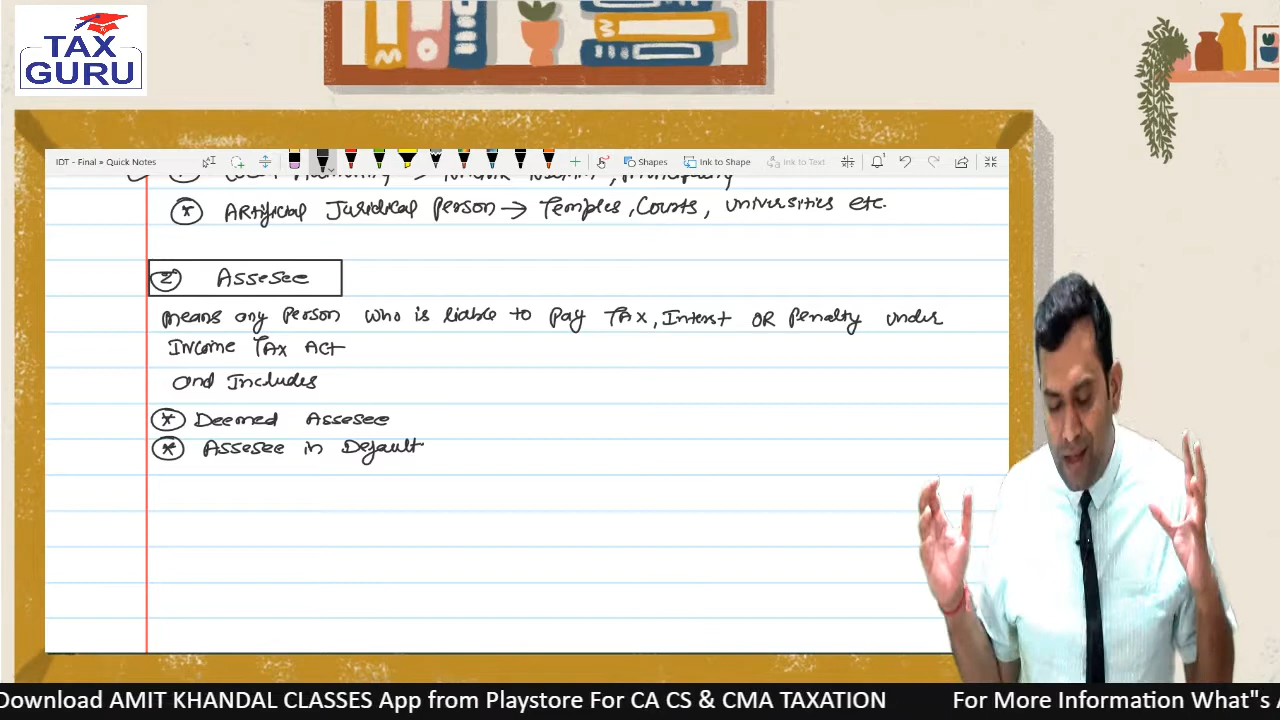 TAX
GURU
IDT - Final » Quick Notes
Shapes
Ink to Shape
Ink to Text
* Artificial Juridical Person → Temples, Courts, universities etc.
2 Assesee
means any Person who is liable to pay Tax, Interst OR Penalty under
Income Tax Act
and Includes
* Deemed Assesee
* Assesee in Default
Download AMIT KHANDAL CLASSES App from Playstore For CA CS & CMA TAXATION
For More Information What"s